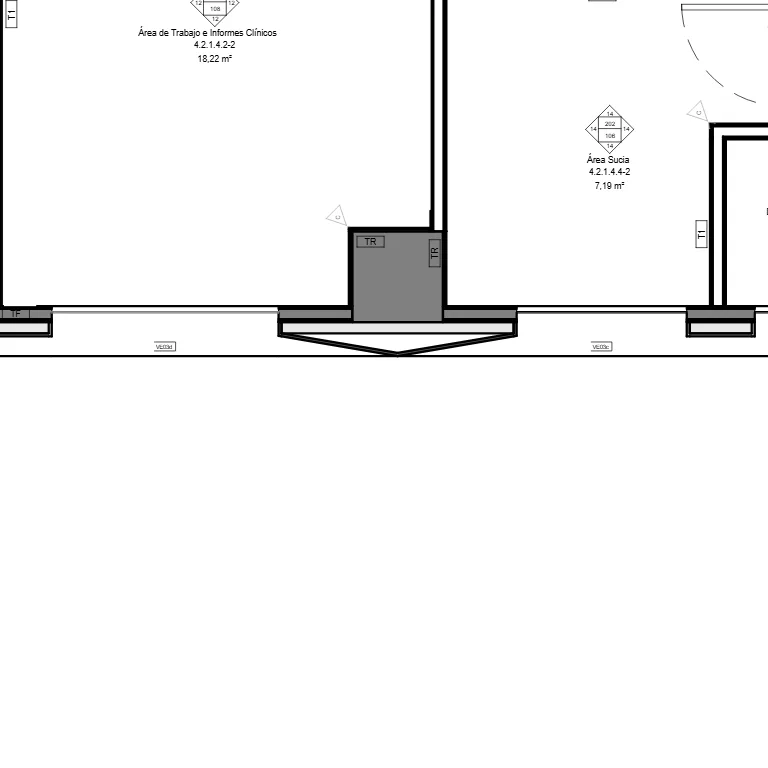 T1
12
108
12
12
Área de Trabajo e Informes Clínicos
4.2.1.4.2-2
18,22 m²
14
14
202
106
14
14
Área Sucia
4.2.1.4.4-2
7,19 m²
C
C
T1
TR
TR
TF
VE03d
VE03c